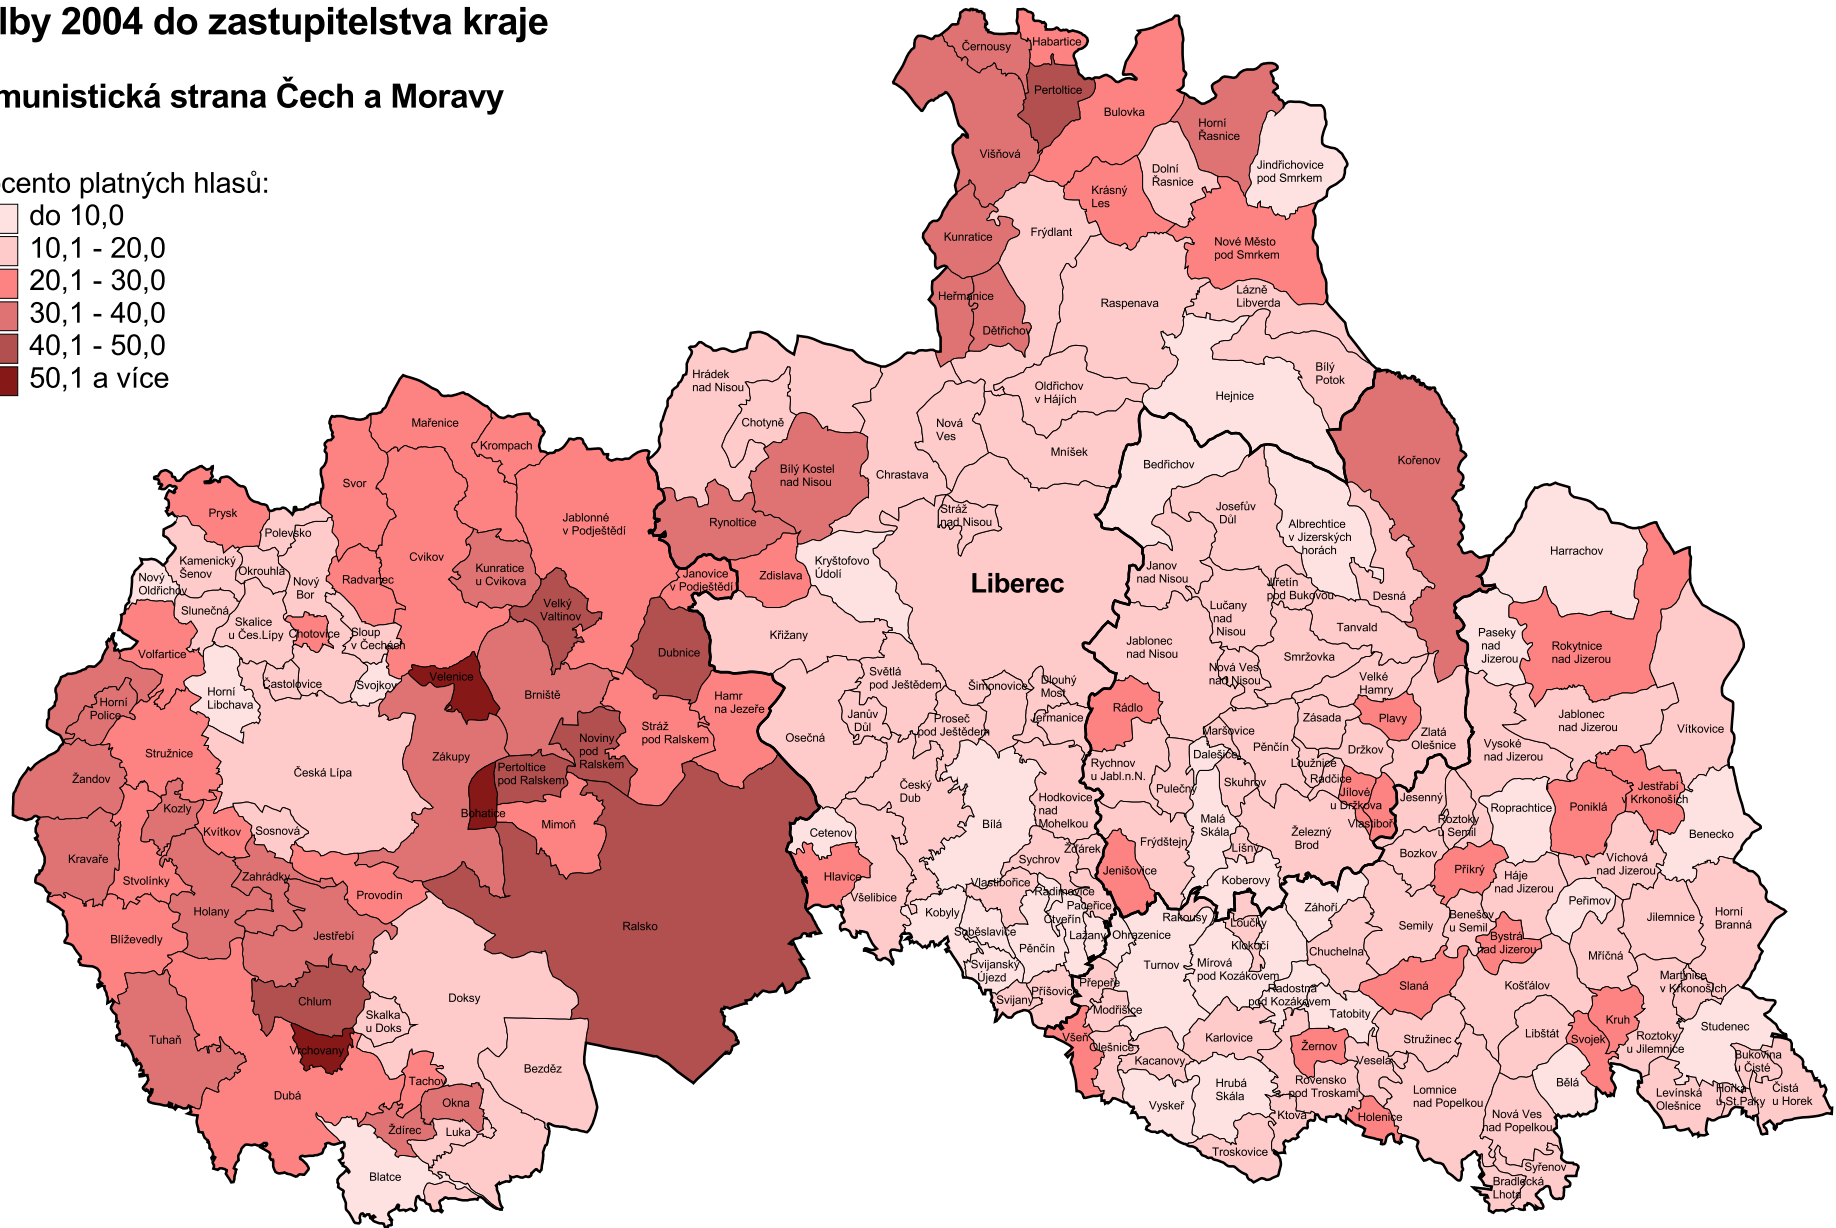 lby 2004 do zastupitelstva kraje
munistická strana Čech a Moravy
cento platných hlasů:
do 10,0
10,1 - 20,0
20,1 - 30,0
30,1 - 40,0
40,1 - 50,0
50,1 a více
Černousy
Habartice
Pertoltice
Bulovka
Višňová
Horní
Řasnice
Dolní
Řasnice
Jindřichovice
pod Smrkem
Krásný
Les
Kunratice
Frýdlant
Nové Město
pod Smrkem
Heřmanice
Dětřichov
Raspenava
Lázně
Libverda
Bílý
Potok
Hejnice
Oldřichov
v Hájích
Hrádek
nad Nisou
Chotyně
Nová
Ves
Mníšek
Bílý Kostel
nad Nisou
Chrastava
Rynoltice
Stráž
nad Nisou
Bedřichov
Kořenov
Josefův
Důl
Albrechtice
v Jizerských
horách
Harrachov
Mařenice
Krompach
Svor
Prysk
Polevsko
Jablonné
v Podještědí
Cvikov
Kunratice
u Cvikova
Kamenický
Šenov
Okrouhla
Nový
Oldřichov
Nový
Bor
Radvanec
Janovice
v Podještědí
Zdislava
Kryštofovo
Údolí
Liberec
Janov
nad Nisou
Jiřetín
pod Bukovou
Desná
Slunečná
Skalice
u Čes.Lípy
Chotovice
Sloup
v Čechách
Velký
Valtinov
Křižany
Lučany
nad
Nisou
Tanvald
Jablonec
nad Nisou
Smržovka
Paseky
nad
Jizerou
Rokytnice
nad Jizerou
Volfartice
Dubnice
Velenice
Častolovice
Svojkov
Horní
Libchava
Horní
Police
Brniště
Hamr
na Jezeře
Světlá
pod Ještědem
Šimonovice
Dlouhý
Most
Jeřmanice
Nová Ves
nad Nisou
Velké
Hamry
Rádlo
Plavy
Zásada
Zlatá
Olešnice
Jablonec
nad Jizerou
Vítkovice
Stružnice
Stráž
pod Ralskem
Janův
Důl
Proseč
pod Ještědem
Osečná
Maršovice
Pěnčín
Držkov
Vysoké
nad Jizerou
Dalešice
Loužnice
Noviny
pod
Ralskem
Zákupy
Pertoltice
pod Ralskem
Česká Lípa
Žandov
Rychnov
u Jabl.n.N.
Pulečný
Skuhrov
Radčice
Jílové
u Držkova
Vlastiboř
Jesenný
Roztoky
u Semil
Roprachtice
Poniklá
Jestřabí
v Krkonoších
Benecko
Český
Dub
Hodkovice
nad
Mohelkou
Kozly
Bohatice
Mimoň
Kvítkov
Sosnová
Cetenov
Bílá
Malá
Skála
Železný
Brod
Frýdštejn
Líšný
Žďárek
Bozkov
Kravaře
Stvolínky
Zahrádky
Provodín
Hlavice
Sychrov
Jenišovice
Koberovy
Příkrý
Háje
nad Jizerou
Víchová
nad Jizerou
Všelibice
Vlastibořice
Radimovice
Paceřice
Holany
Ralsko
Kobyly
Čtveřín
Rakousy
Loučky
Záhoří
Semily
Benešov
u Semil
Peřimov
Jilemnice
Horní
Branná
Blíževedly
Jestřebí
Soběslavice
Pěnčín
Lažany
Ohrazenice
Klokočí
Chuchelna
Bystrá
nad Jizerou
Mříčná
Svijanský
Újezd
Turnov
Mírová
pod Kozákovem
Chlum
Doksy
Svijany
Příšovice
Přepeře
Radostná
pod Kozákovem
Slaná
Košťálov
Martinice
v Krkonoších
Skalka
u Doks
Modřišice
Tatobity
Kruh
Studenec
Tuhaň
Vrchovany
Všeň
Olešnice
Karlovice
Žernov
Stružinec
Libštát
Svojek
Roztoky
u Jilemnice
Kacanovy
Veselá
Bukovina
u Čisté
Bezděz
Tachov
Dubá
Okna
Hrubá
Skála
Rovensko
pod Troskami
Lomnice
nad Popelkou
Bělá
Levínská
Olešnice
Horka
u St.Paky
Čistá
u Horek
Vyskeř
Ktová
Holenice
Nová Ves
nad Popelkou
Ždírec
Luka
Troskovice
Blatce
Syřenov
Bradlecká
Lhota